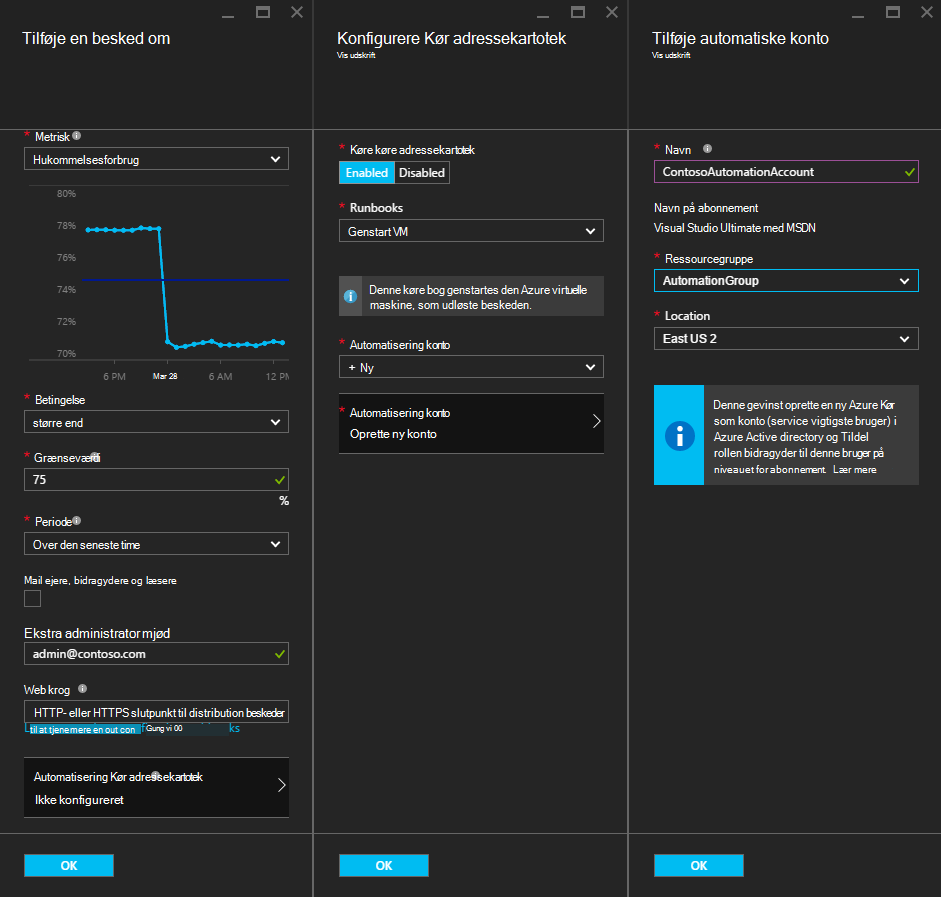 Tilføje en besked om
* Metrisk
Hukommelsesforbrug
80%
78%
76%
74%
72%
70%
6 PM
Mar 28
6 AM
12 PM
* Betingelse
større end
* Grænseværdi
75
%
* Periode
Over den seneste time
Mail ejere, bidragydere og læsere
Ekstra administrator mjød
admin@contoso.com
Web krog
HTTP- eller HTTPS slutpunkt til distribution beskeder
til at tjene mere en out con Gung vi 00 ks
Automatisering Kør adressekartotek
Ikke konfigureret
OK
Konfigurere Kør adressekartotek
Vis udskrift
* Køre køre adressekartotek
Enabled Disabled
* Runbooks
Genstart VM
Denne køre bog genstartes den Azure virtuelle
maskine, som udløste beskeden.
* Automatisering konto
+ Ny
* Automatisering konto
Oprette ny konto
OK
Tilføje automatiske konto
Vis udskrift
* Navn
ContosoAutomationAccount
Navn på abonnement
Visual Studio Ultimate med MSDN
* Ressourcegruppe
AutomationGroup
* Location
East US 2
Denne gevinst oprette en ny Azure Kør
som konto (service vigtigste bruger) i
Azure Active directory og Tildel
rollen bidragyder til denne bruger på
niveauet for abonnement. Lær mere
OK